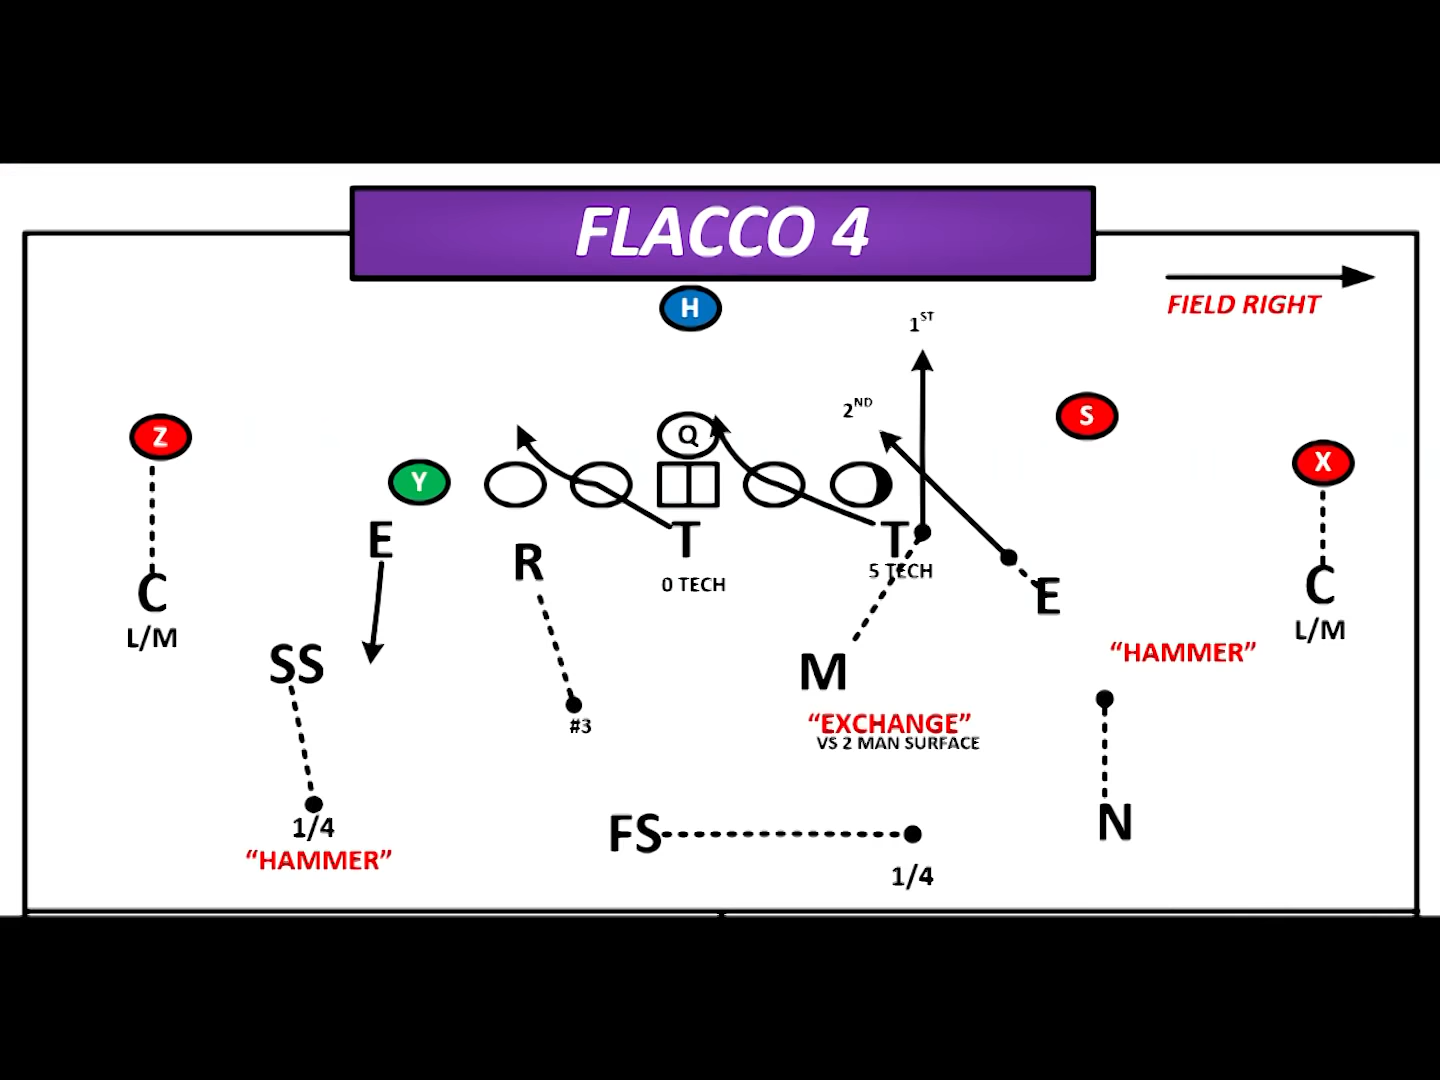 FLACCO 4
FIELD RIGHT
H
1ST
2ND
Z
Q
S
X
Y
E
R
T
T
0 TECH
5 TECH
E
C
L/M
C
L/M
SS
M
"HAMMER"
"EXCHANGE"
VS 2 MAN SURFACE
#3
1/4
"HAMMER"
FS
N
1/4